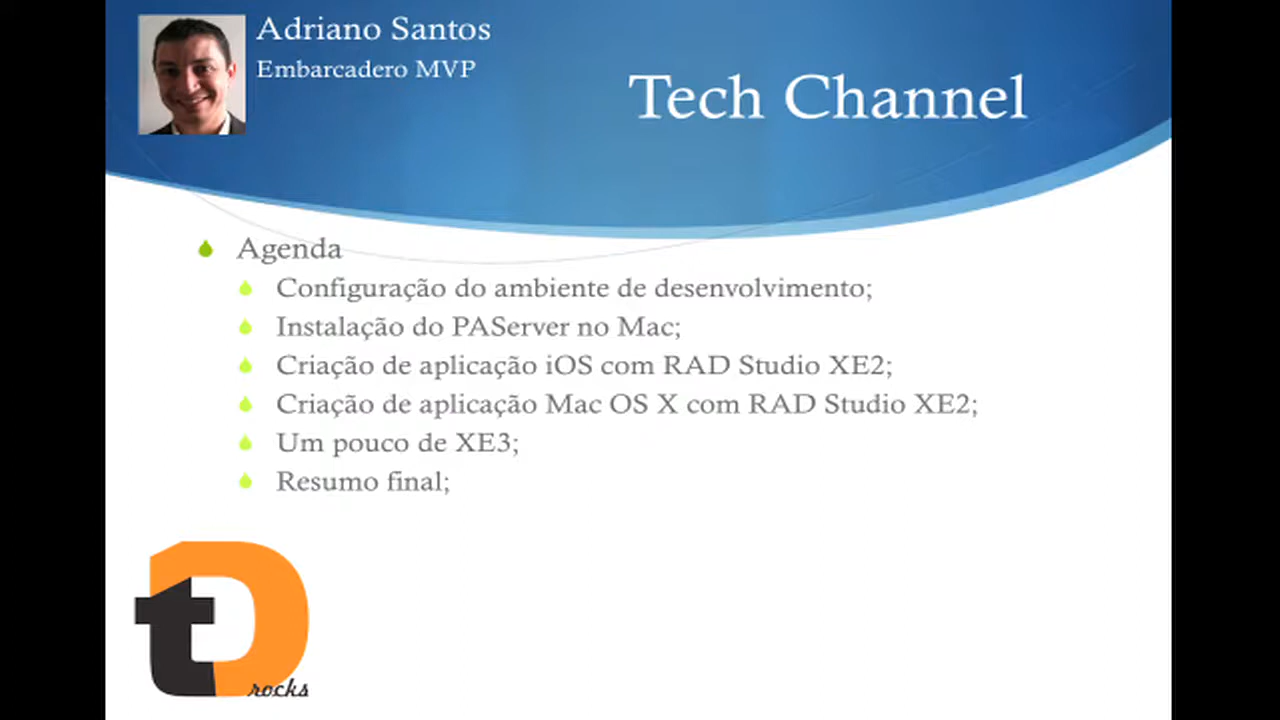 Adriano Santos
Embarcadero MVP
Tech Channel
Agenda
Configuração do ambiente de desenvolvimento;
Instalação do PAServer no Mac;
Criação de aplicação iOS com RAD Studio XE2;
Criação de aplicação Mac OS X com RAD Studio XE2;
Um pouco de XE3;
Resumo final;
tD
rocks